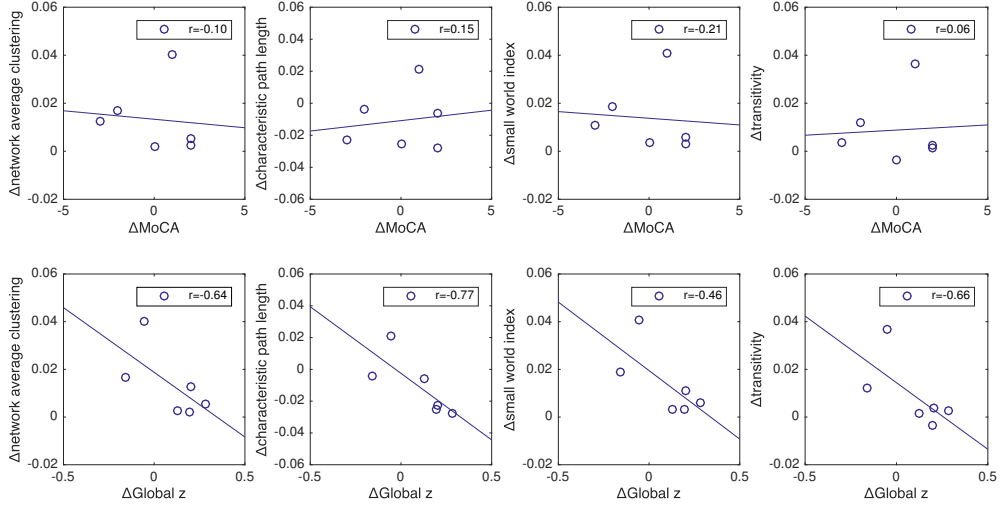 Δnetwork average clustering
0.06
0.04
0.02
0
-0.02
-5
0
5
ΔMoCA
r=-0.10
Δcharacteristic path length
0.06
0.04
0.02
0
-0.02
-0.04
-0.06
-5
0
5
ΔMoCA
r=0.15
Δsmall world index
0.06
0.04
0.02
0
-0.02
-5
0
5
ΔMoCA
r=-0.21
Δtransitivity
0.06
0.04
0.02
0
-0.02
-5
0
5
ΔMoCA
r=0.06
Δnetwork average clustering
0.06
0.04
0.02
0
-0.02
-0.5
0
0.5
ΔGlobal z
r=-0.64
Δcharacteristic path length
0.06
0.04
0.02
0
-0.02
-0.04
-0.06
-0.5
0
0.5
ΔGlobal z
r=-0.77
Δsmall world index
0.06
0.04
0.02
0
-0.02
-0.5
0
0.5
ΔGlobal z
r=-0.46
Δtransitivity
0.06
0.04
0.02
0
-0.02
-0.5
0
0.5
ΔGlobal z
r=-0.66